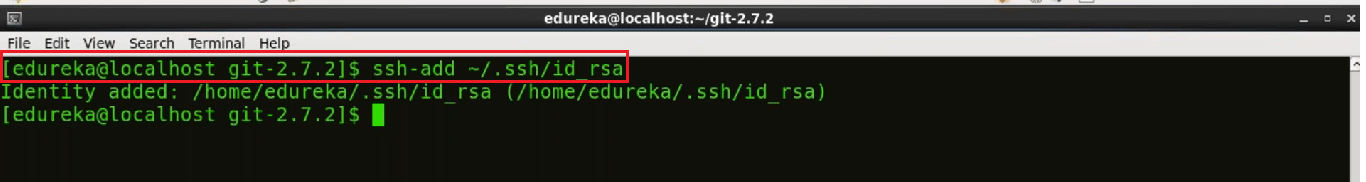 edureka@localhost:~/git-2.7.2
File Edit View Search Terminal Help
[edureka@localhost git-2.7.2]$ ssh-add ~/.ssh/id_rsa
Identity added: /home/edureka/.ssh/id_rsa (/home/edureka/.ssh/id_rsa)
[edureka@localhost git-2.7.2]$